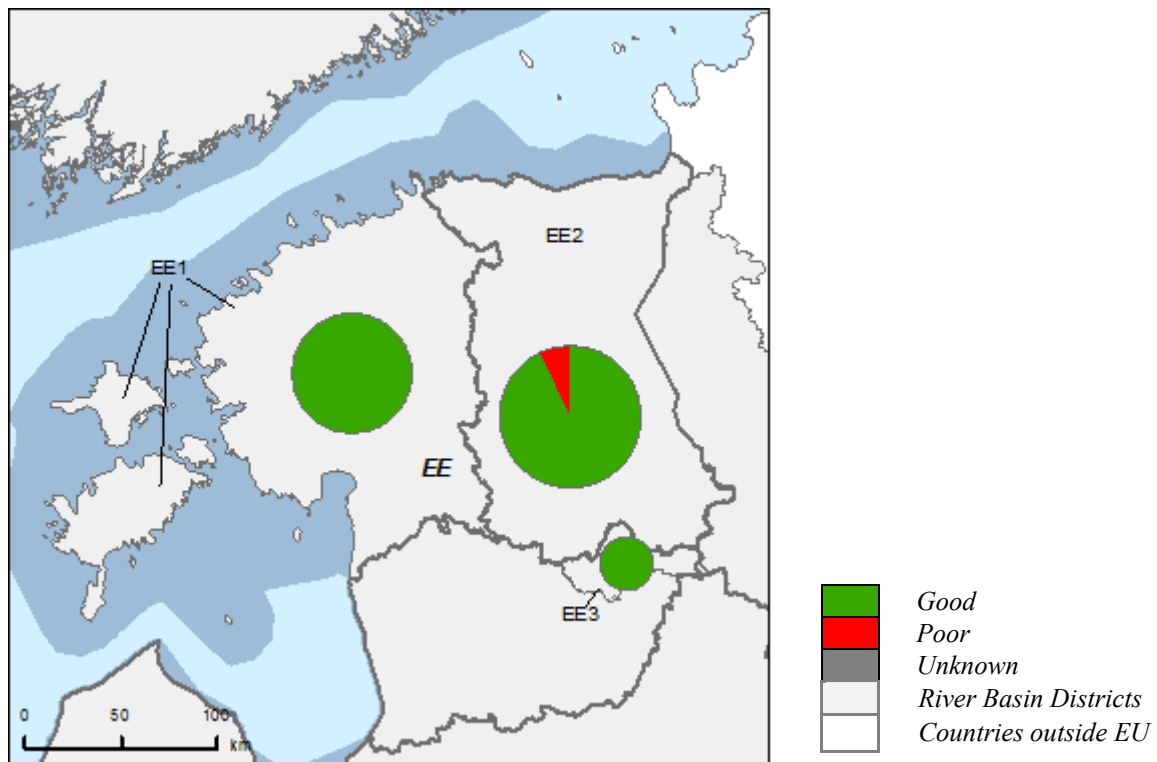 EE2
EE1
EE
EE3
0 50 100
km
Good
Poor
Unknown
River Basin Districts
Countries outside EU